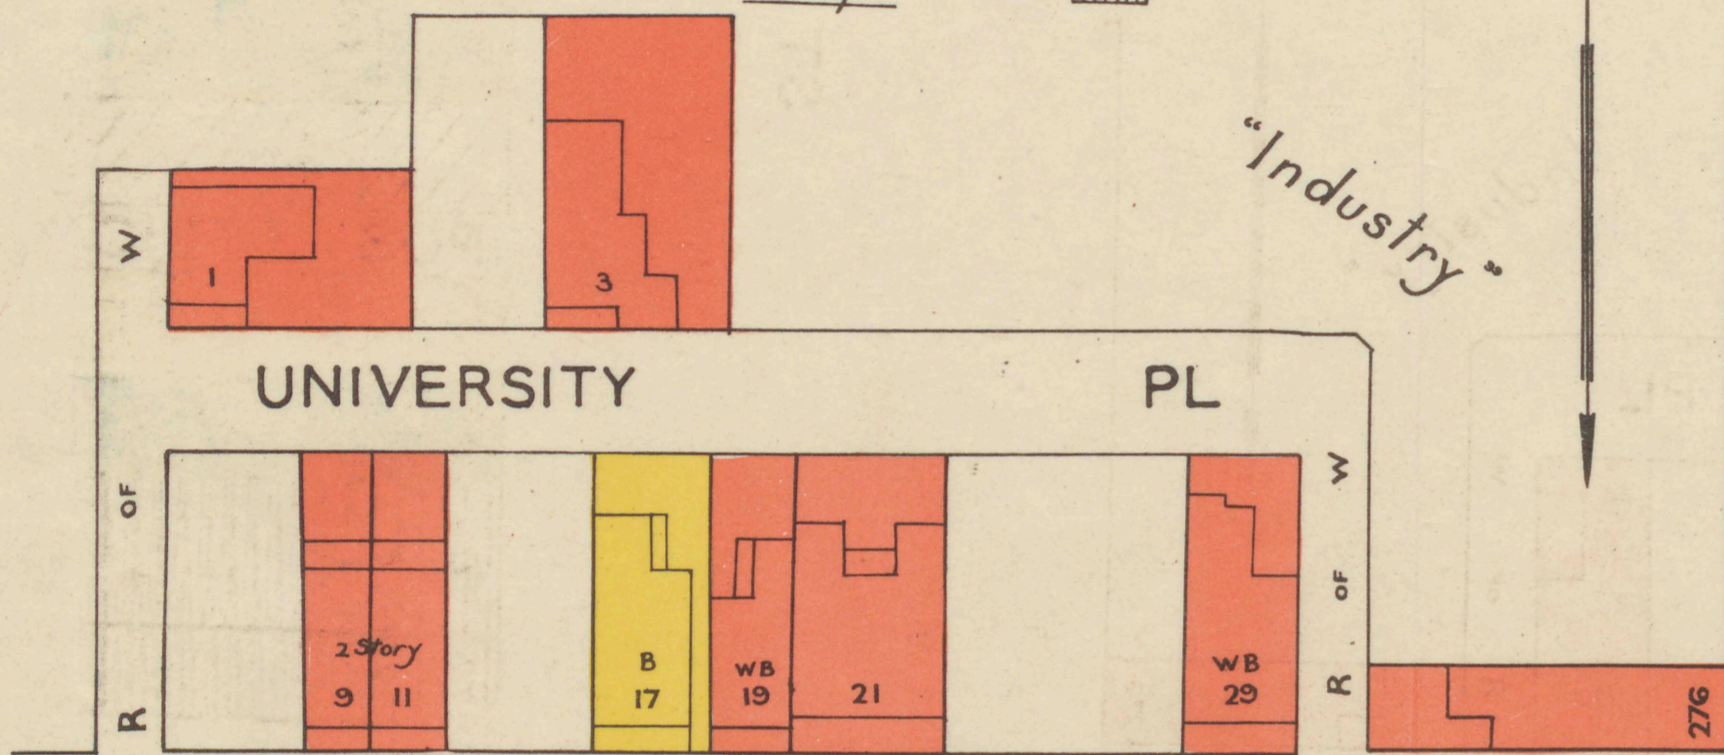 "Industry"
W
1
3
UNIVERSITY PL
R OF W
R OF
2 Story
9
11
B
17
WB
19
21
WB
29
276